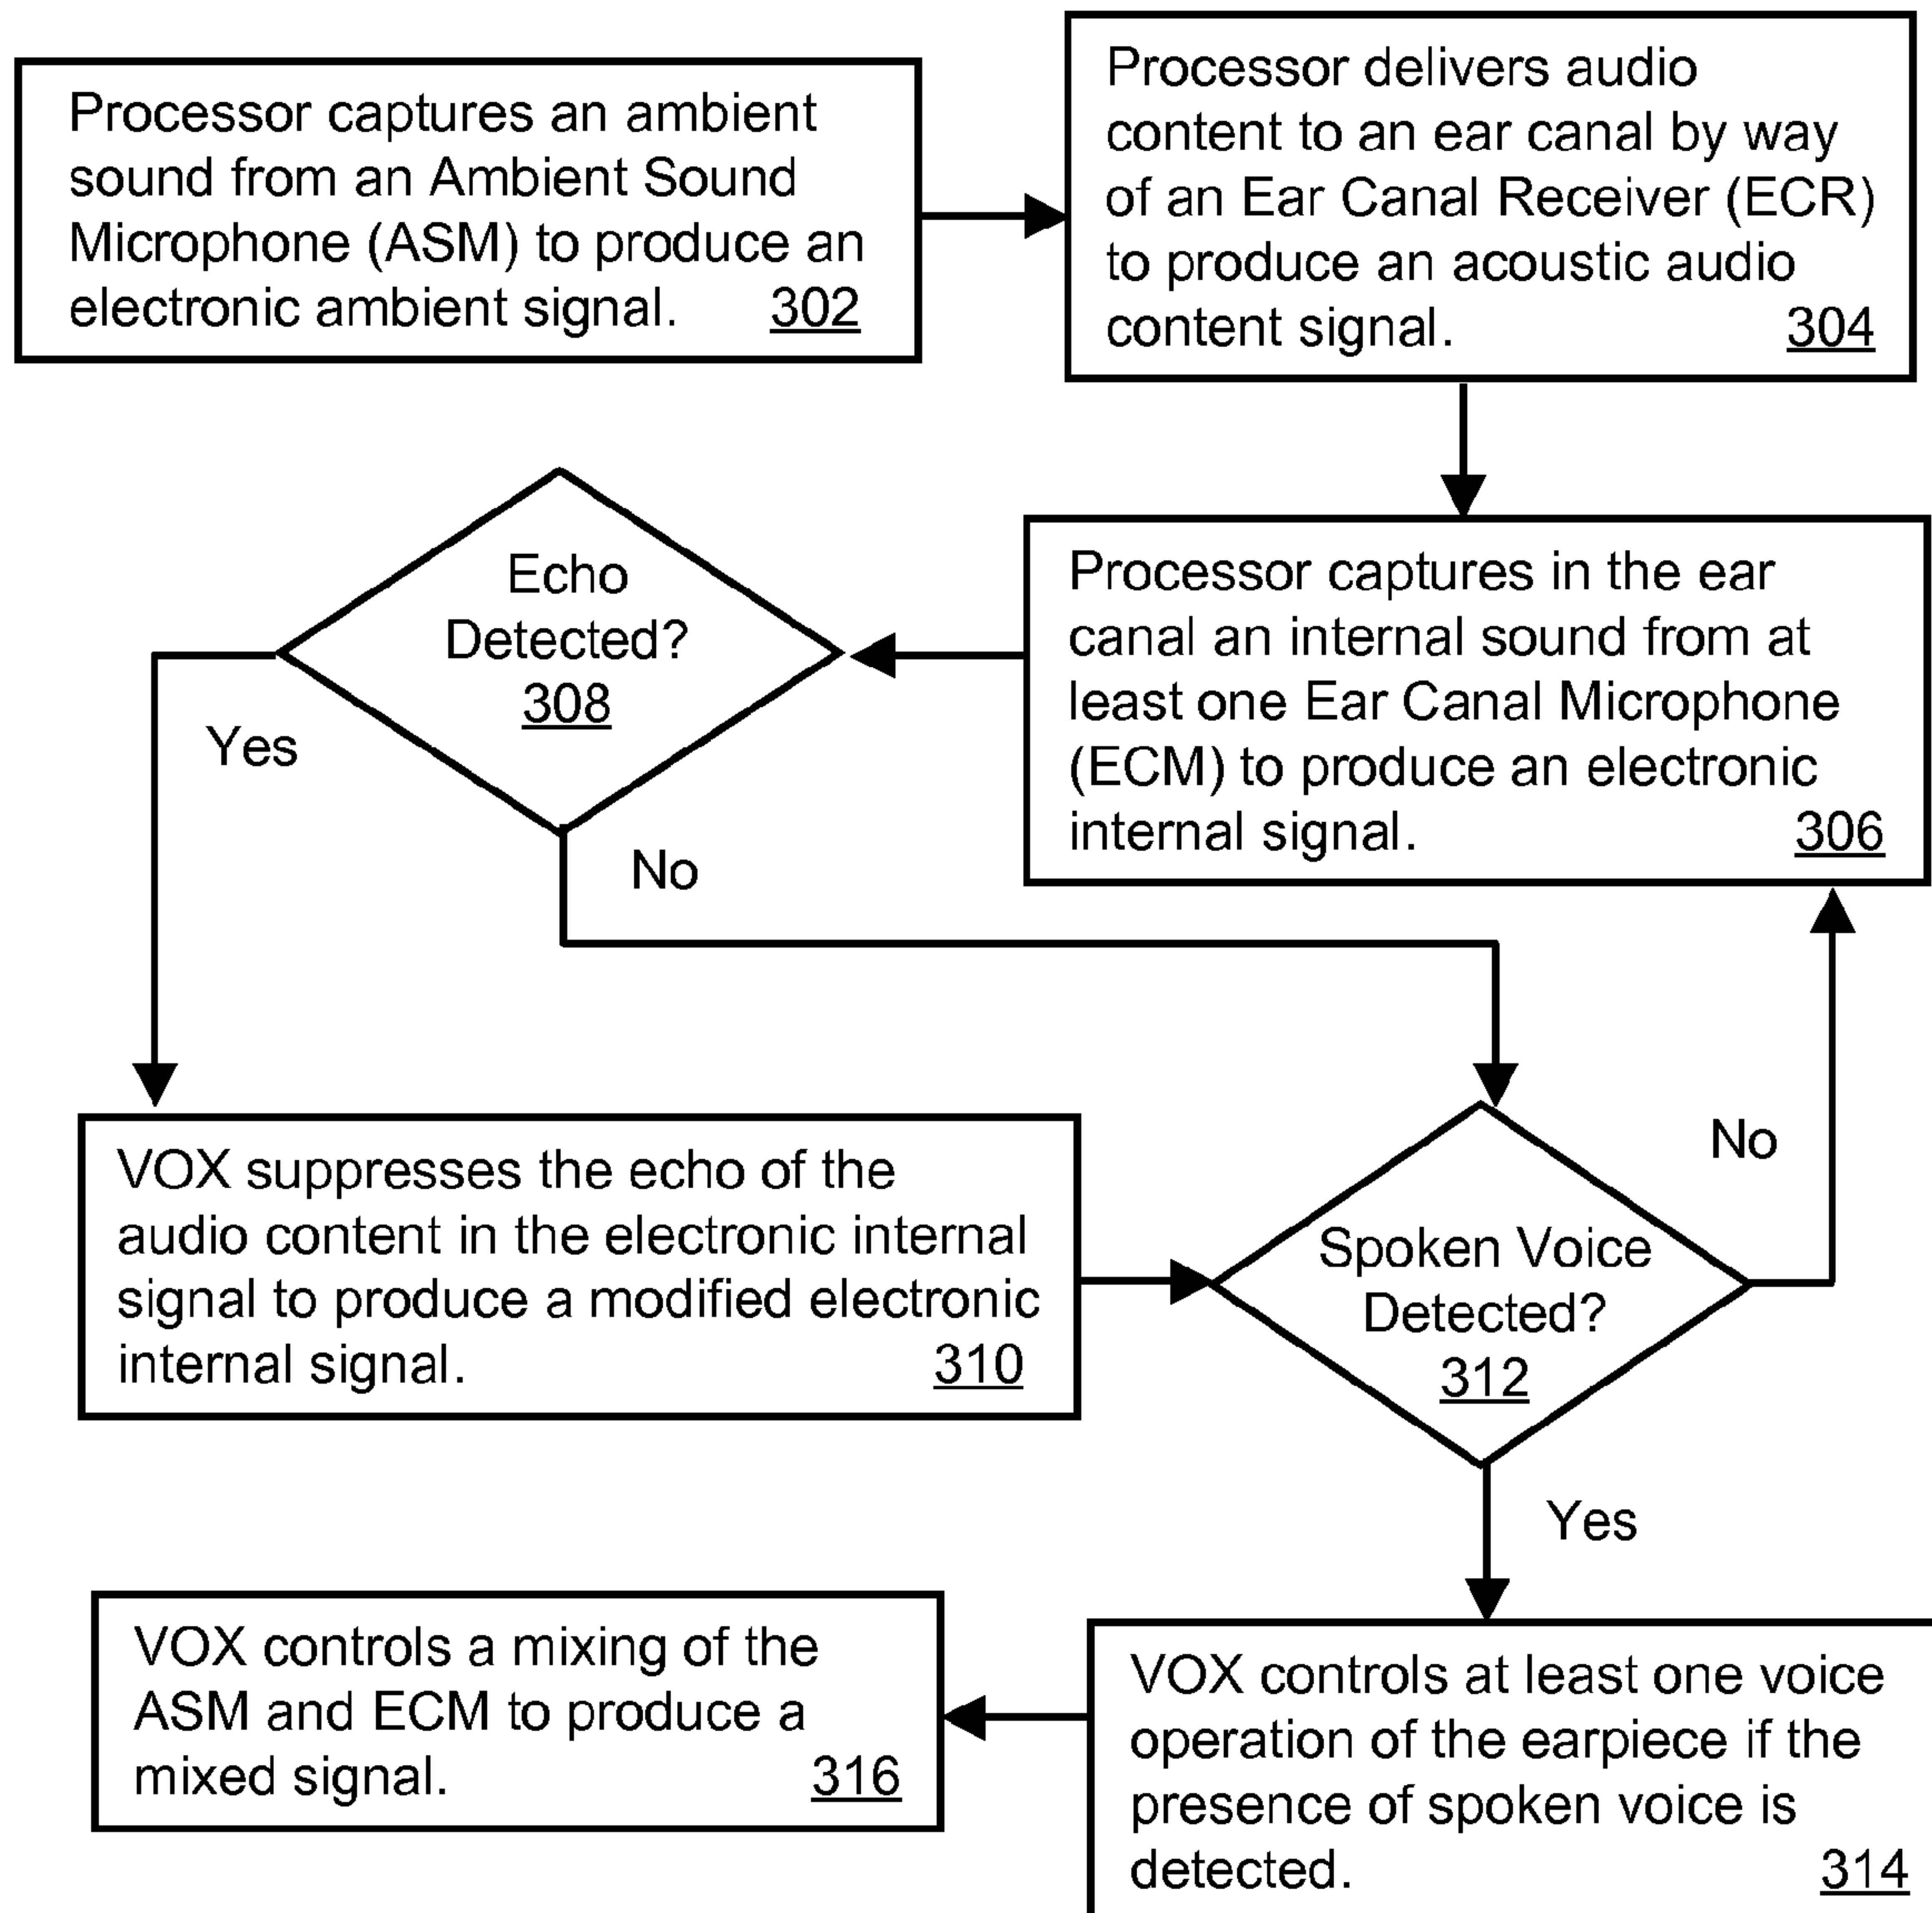 Processor captures an ambient
sound from an Ambient Sound
Microphone (ASM) to produce an
electronic ambient signal. 302
Processor delivers audio
content to an ear canal by way
of an Ear Canal Receiver (ECR)
to produce an acoustic audio
content signal. 304
Processor captures in the ear
canal an internal sound from at
least one Ear Canal Microphone
(ECM) to produce an electronic
internal signal. 306
Echo
Detected?
308
Yes
No
VOX suppresses the echo of the
audio content in the electronic internal
signal to produce a modified electronic
internal signal. 310
Spoken Voice
Detected?
312
No
Yes
VOX controls at least one voice
operation of the earpiece if the
presence of spoken voice is
detected. 314
VOX controls a mixing of the
ASM and ECM to produce a
mixed signal. 316